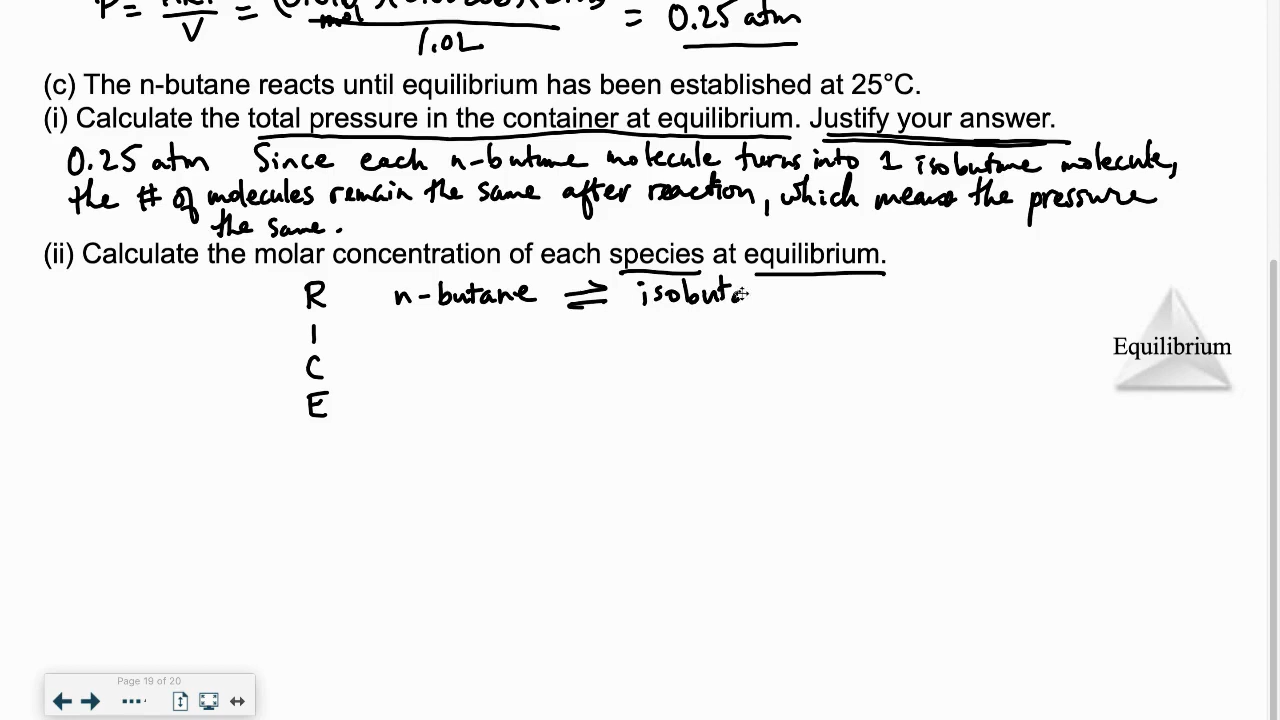 P = V = = 0.25 atm
mol
1.0L
(c) The n-butane reacts until equilibrium has been established at 25°C.
(i) Calculate the total pressure in the container at equilibrium. Justify your answer.
0.25 atm Since each n-butane molecule turns into 1 isobutane molecule,
the # of molecules remain the same after reaction, which means the pressure
the same.
(ii) Calculate the molar concentration of each species at equilibrium.
R n-butane ⇌ isobuta
I
C
E
Equilibrium
Page 19 of 20